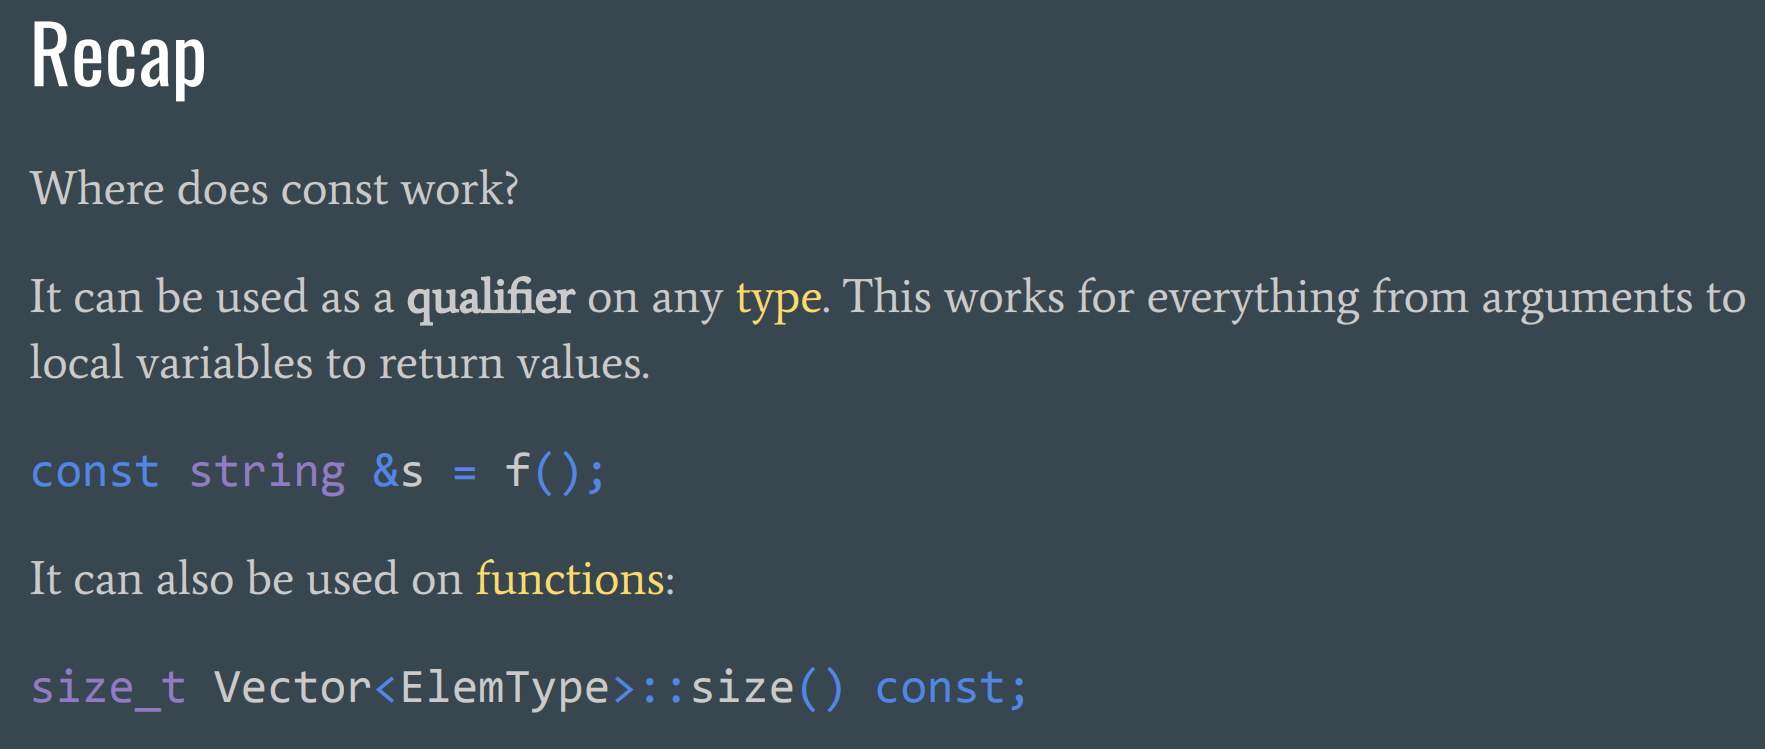 Recap
Where does const work?
It can be used as a qualifier on any type. This works for everything from arguments to
local variables to return values.
const string &s = f();
It can also be used on functions:
size_t Vector<ElemType>::size() const;